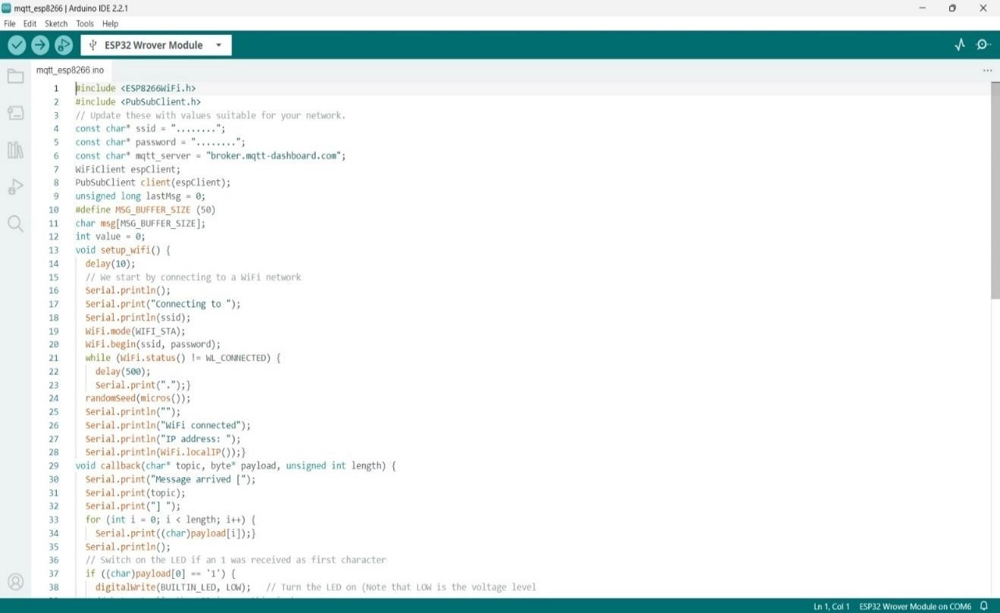 mqtt_esp8266 | Arduino IDE 2.2.1
File Edit Sketch Tools Help
ESP32 Wrover Module
mqtt_esp8266.ino
1 #include <ESP8266WiFi.h>
2 #include <PubSubClient.h>
3 // Update these with values suitable for your network.
4 const char* ssid = "........";
5 const char* password = "........";
6 const char* mqtt_server = "broker.mqtt-dashboard.com";
7 WiFiClient espClient;
8 PubSubClient client(espClient);
9 unsigned long lastMsg = 0;
10 #define MSG_BUFFER_SIZE (50)
11 char msg[MSG_BUFFER_SIZE];
12 int value = 0;
13 void setup_wifi() {
14 delay(10);
15 // We start by connecting to a WiFi network
16 Serial.println();
17 Serial.print("Connecting to ");
18 Serial.println(ssid);
19 WiFi.mode(WIFI_STA);
20 WiFi.begin(ssid, password);
21 while (WiFi.status() != WL_CONNECTED) {
22 delay(500);
23 Serial.print(".");}
24 randomSeed(micros());
25 Serial.println("");
26 Serial.println("WiFi connected");
27 Serial.println("IP address: ");
28 Serial.println(WiFi.localIP());}
29 void callback(char* topic, byte* payload, unsigned int length) {
30 Serial.print("Message arrived [");
31 Serial.print(topic);
32 Serial.print("] ");
33 for (int i = 0; i < length; i++) {
34 Serial.print((char)payload[i]);}
35 Serial.println();
36 // Switch on the LED if an 1 was received as first character
37 if ((char)payload[0] == '1') {
38 digitalWrite(BUILTIN_LED, LOW); // Turn the LED on (Note that LOW is the voltage level
Ln 1, Col 1 ESP32 Wrover Module on COM6